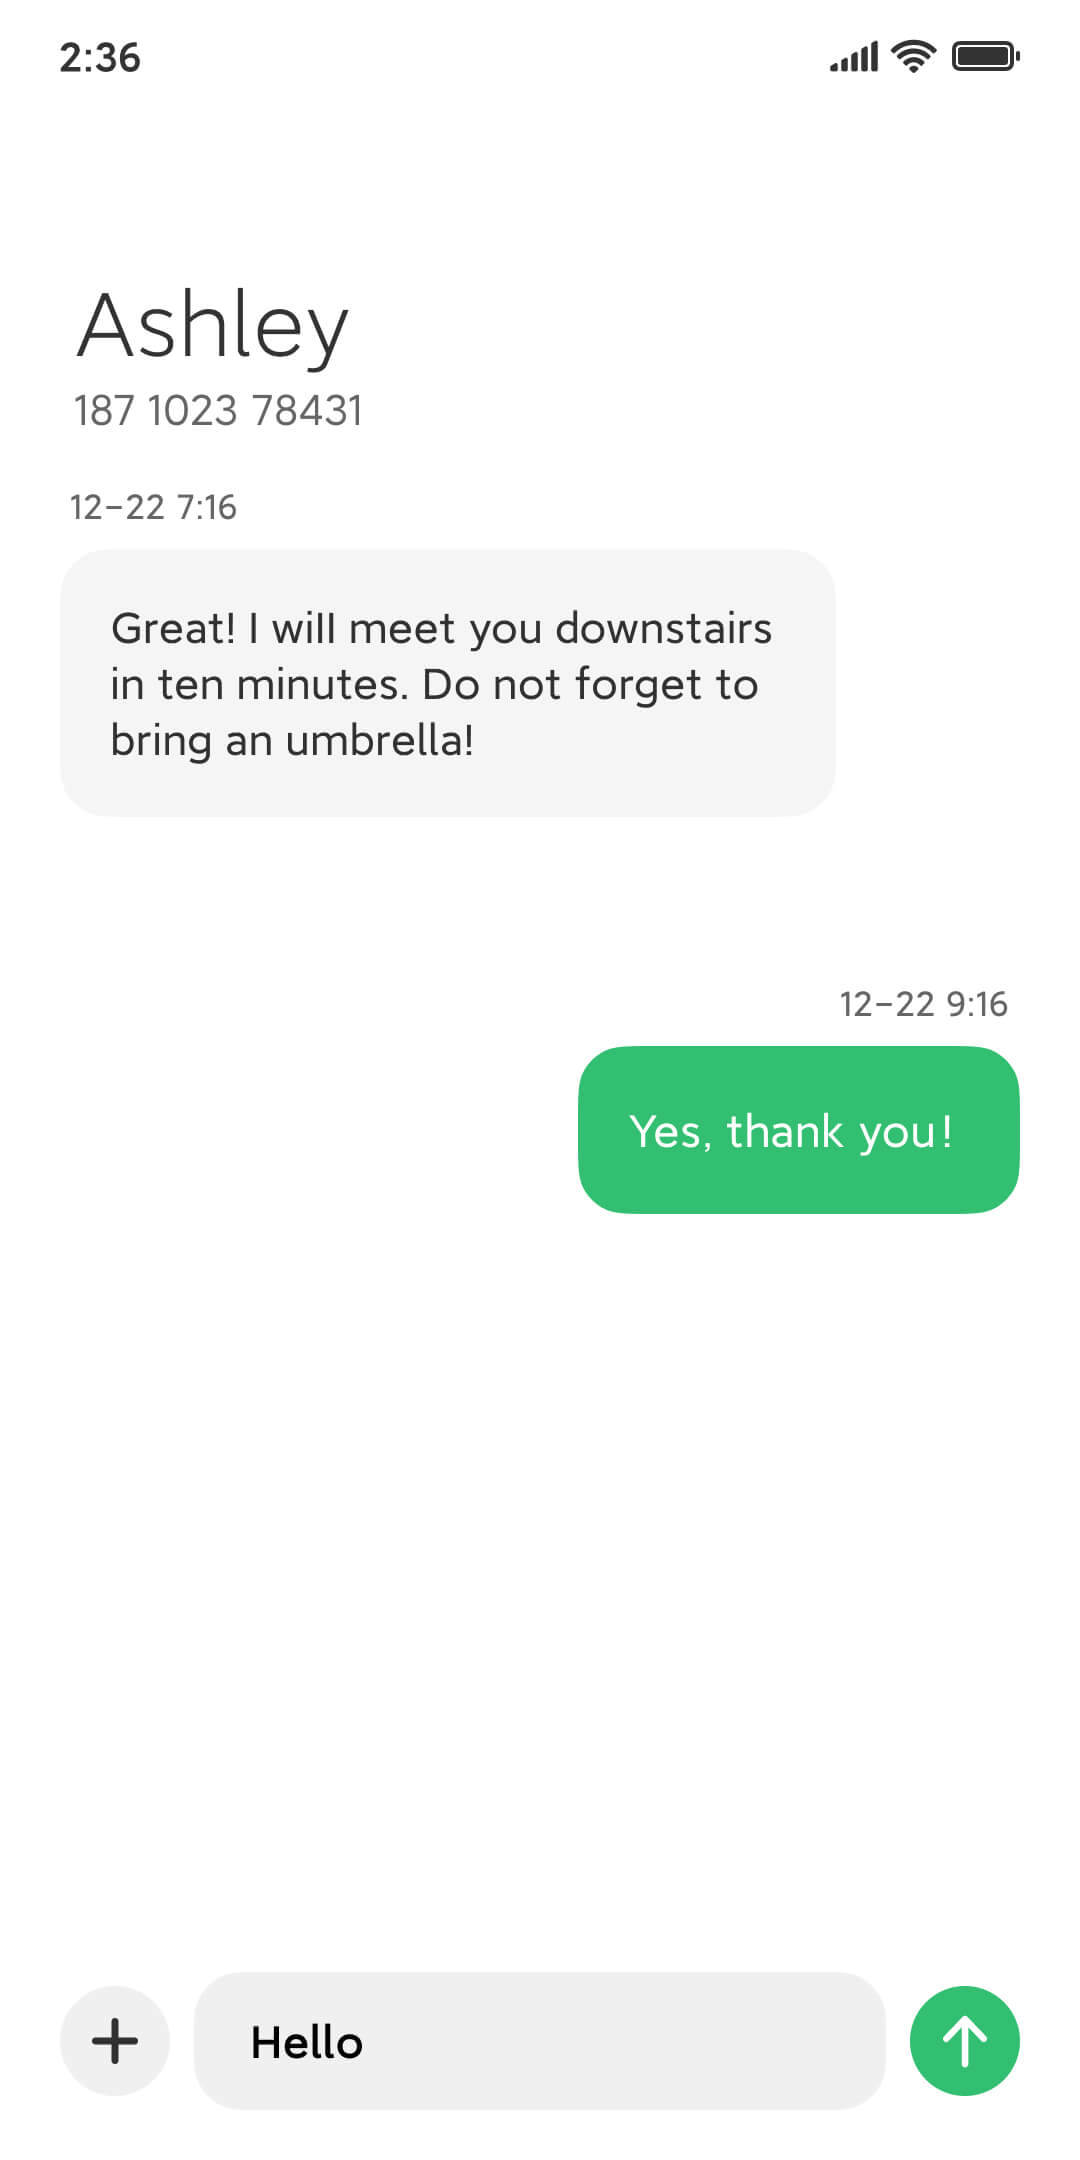 2:36
Ashley
187 1023 78431
12-22 7:16
Great! I will meet you downstairs
in ten minutes. Do not forget to
bring an umbrella!
12-22 9:16
Yes, thank you!
Hello